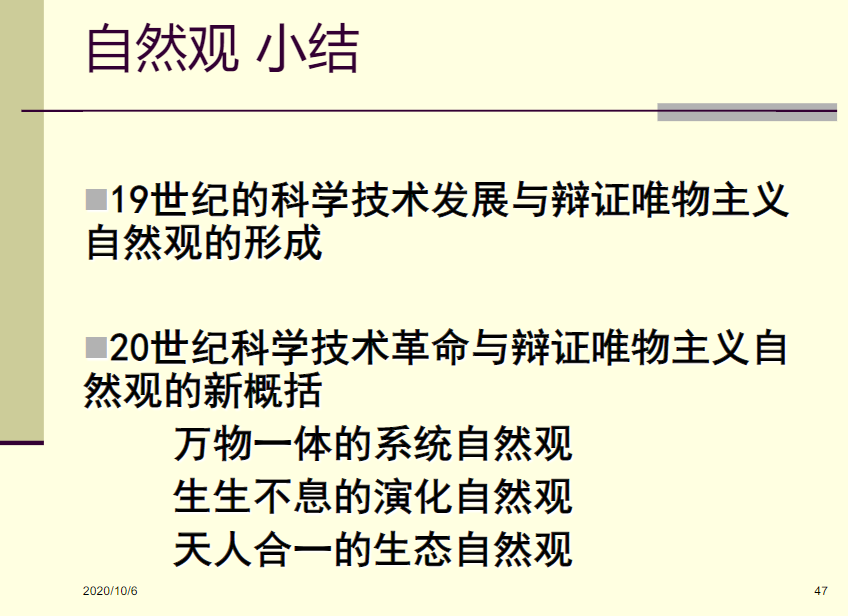 自然观 小结
19世纪的科学技术发展与辩证唯物主义
自然观的形成
20世纪科学技术革命与辩证唯物主义自
然观的新概括
万物一体的系统自然观
生生不息的演化自然观
天人合一的生态自然观
2020/10/6
47